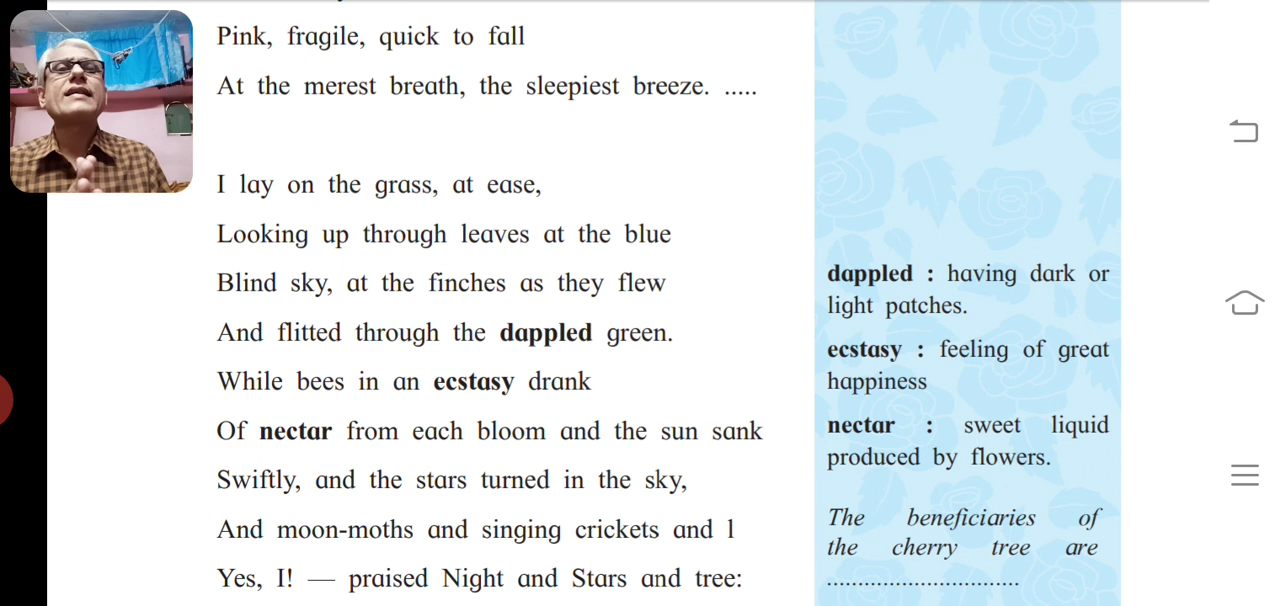 Pink, fragile, quick to fall
At the merest breath, the sleepiest breeze. .....
I lay on the grass, at ease,
Looking up through leaves at the blue
Blind sky, at the finches as they flew
And flitted through the dappled green.
While bees in an ecstasy drank
Of nectar from each bloom and the sun sank
Swiftly, and the stars turned in the sky,
And moon-moths and singing crickets and I
Yes, I! — praised Night and Stars and tree:
dappled : having dark or
light patches.
ecstasy : feeling of great
happiness
nectar : sweet liquid
produced by flowers.
The beneficiaries of
the cherry tree are
...............................